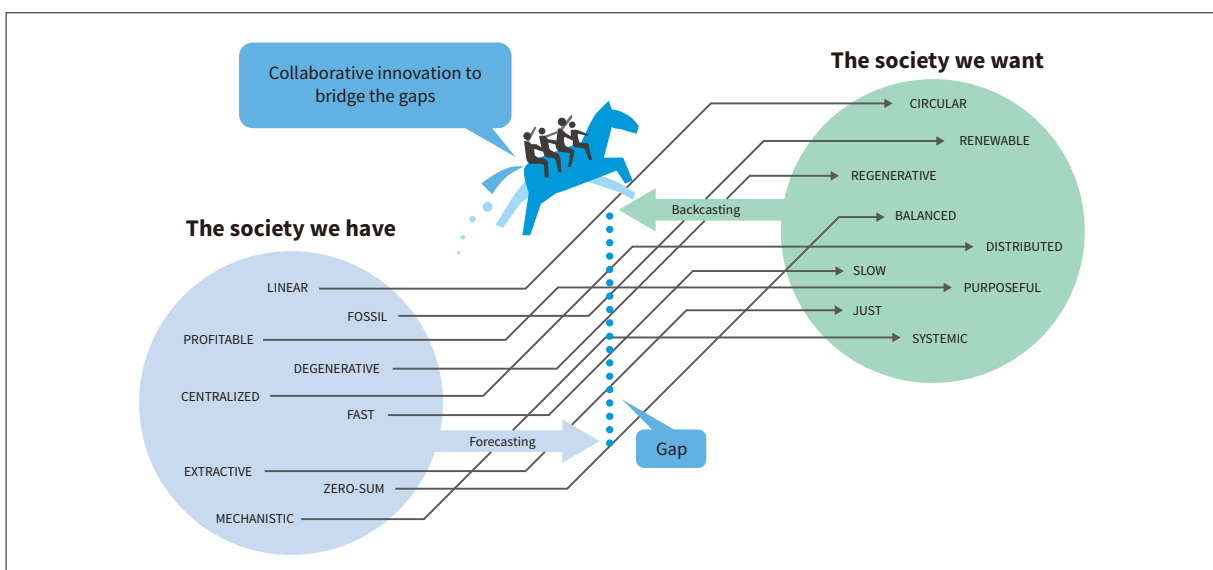 Collaborative innovation to
bridge the gaps
The society we want
CIRCULAR
RENEWABLE
REGENERATIVE
Backcasting
BALANCED
The society we have
DISTRIBUTED
SLOW
LINEAR
PURPOSEFUL
FOSSIL
JUST
PROFITABLE
SYSTEMIC
DEGENERATIVE
CENTRALIZED
FAST
Forecasting
Gap
EXTRACTIVE
ZERO-SUM
MECHANISTIC